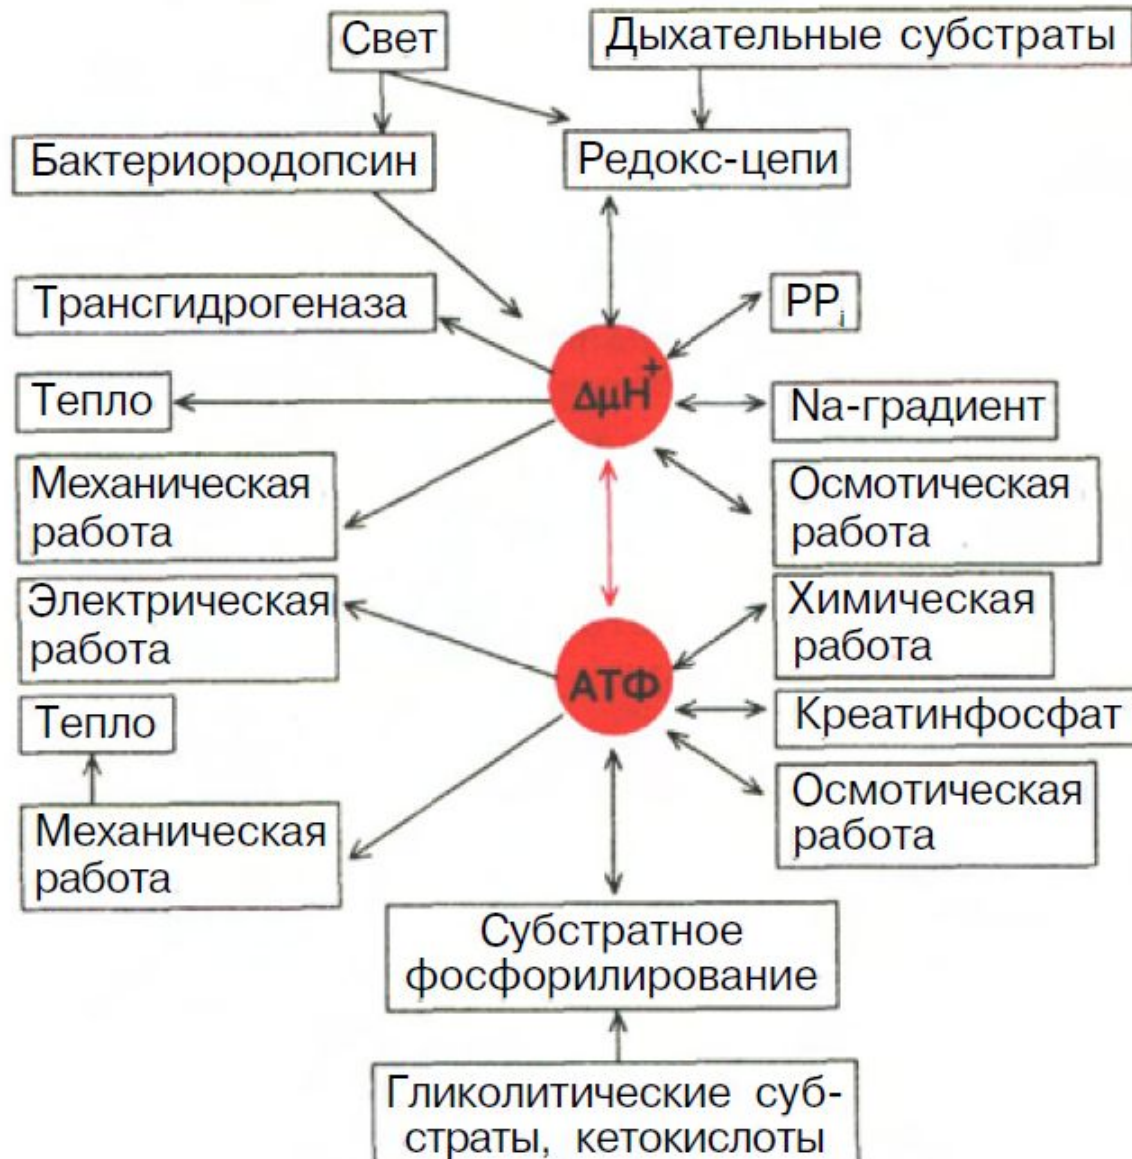 Свет
Дыхательные субстраты
Бактериородопсин
Редокс-цепи
Трансгидрогеназа
PPi
Тепло
ΔμH+
Na-градиент
Механическая
работа
Осмотическая
работа
Электрическая
работа
Химическая
работа
АТФ
Тепло
Креатинфосфат
Механическая
работа
Осмотическая
работа
Субстратное
фосфорилирование
Гликолитические суб-
страты, кетокислоты